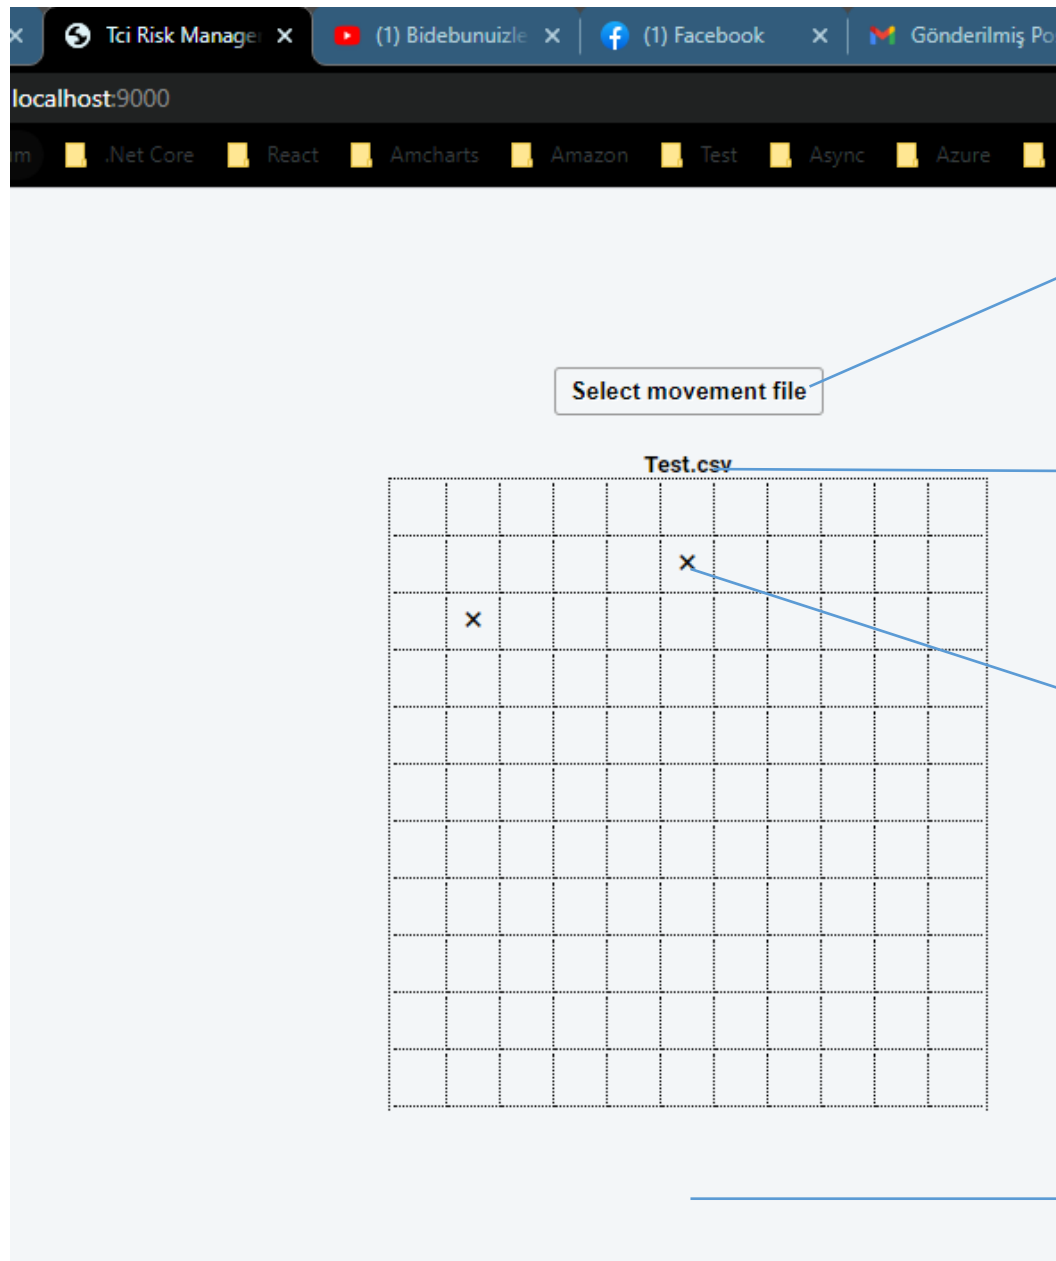 Tci Risk Manager (1) Bidebunuizle (1) Facebook Gönderilmiş Po
localhost:9000
m .Net Core React Amcharts Amazon Test Async Azure
Select movement file
Test.csv
×
×